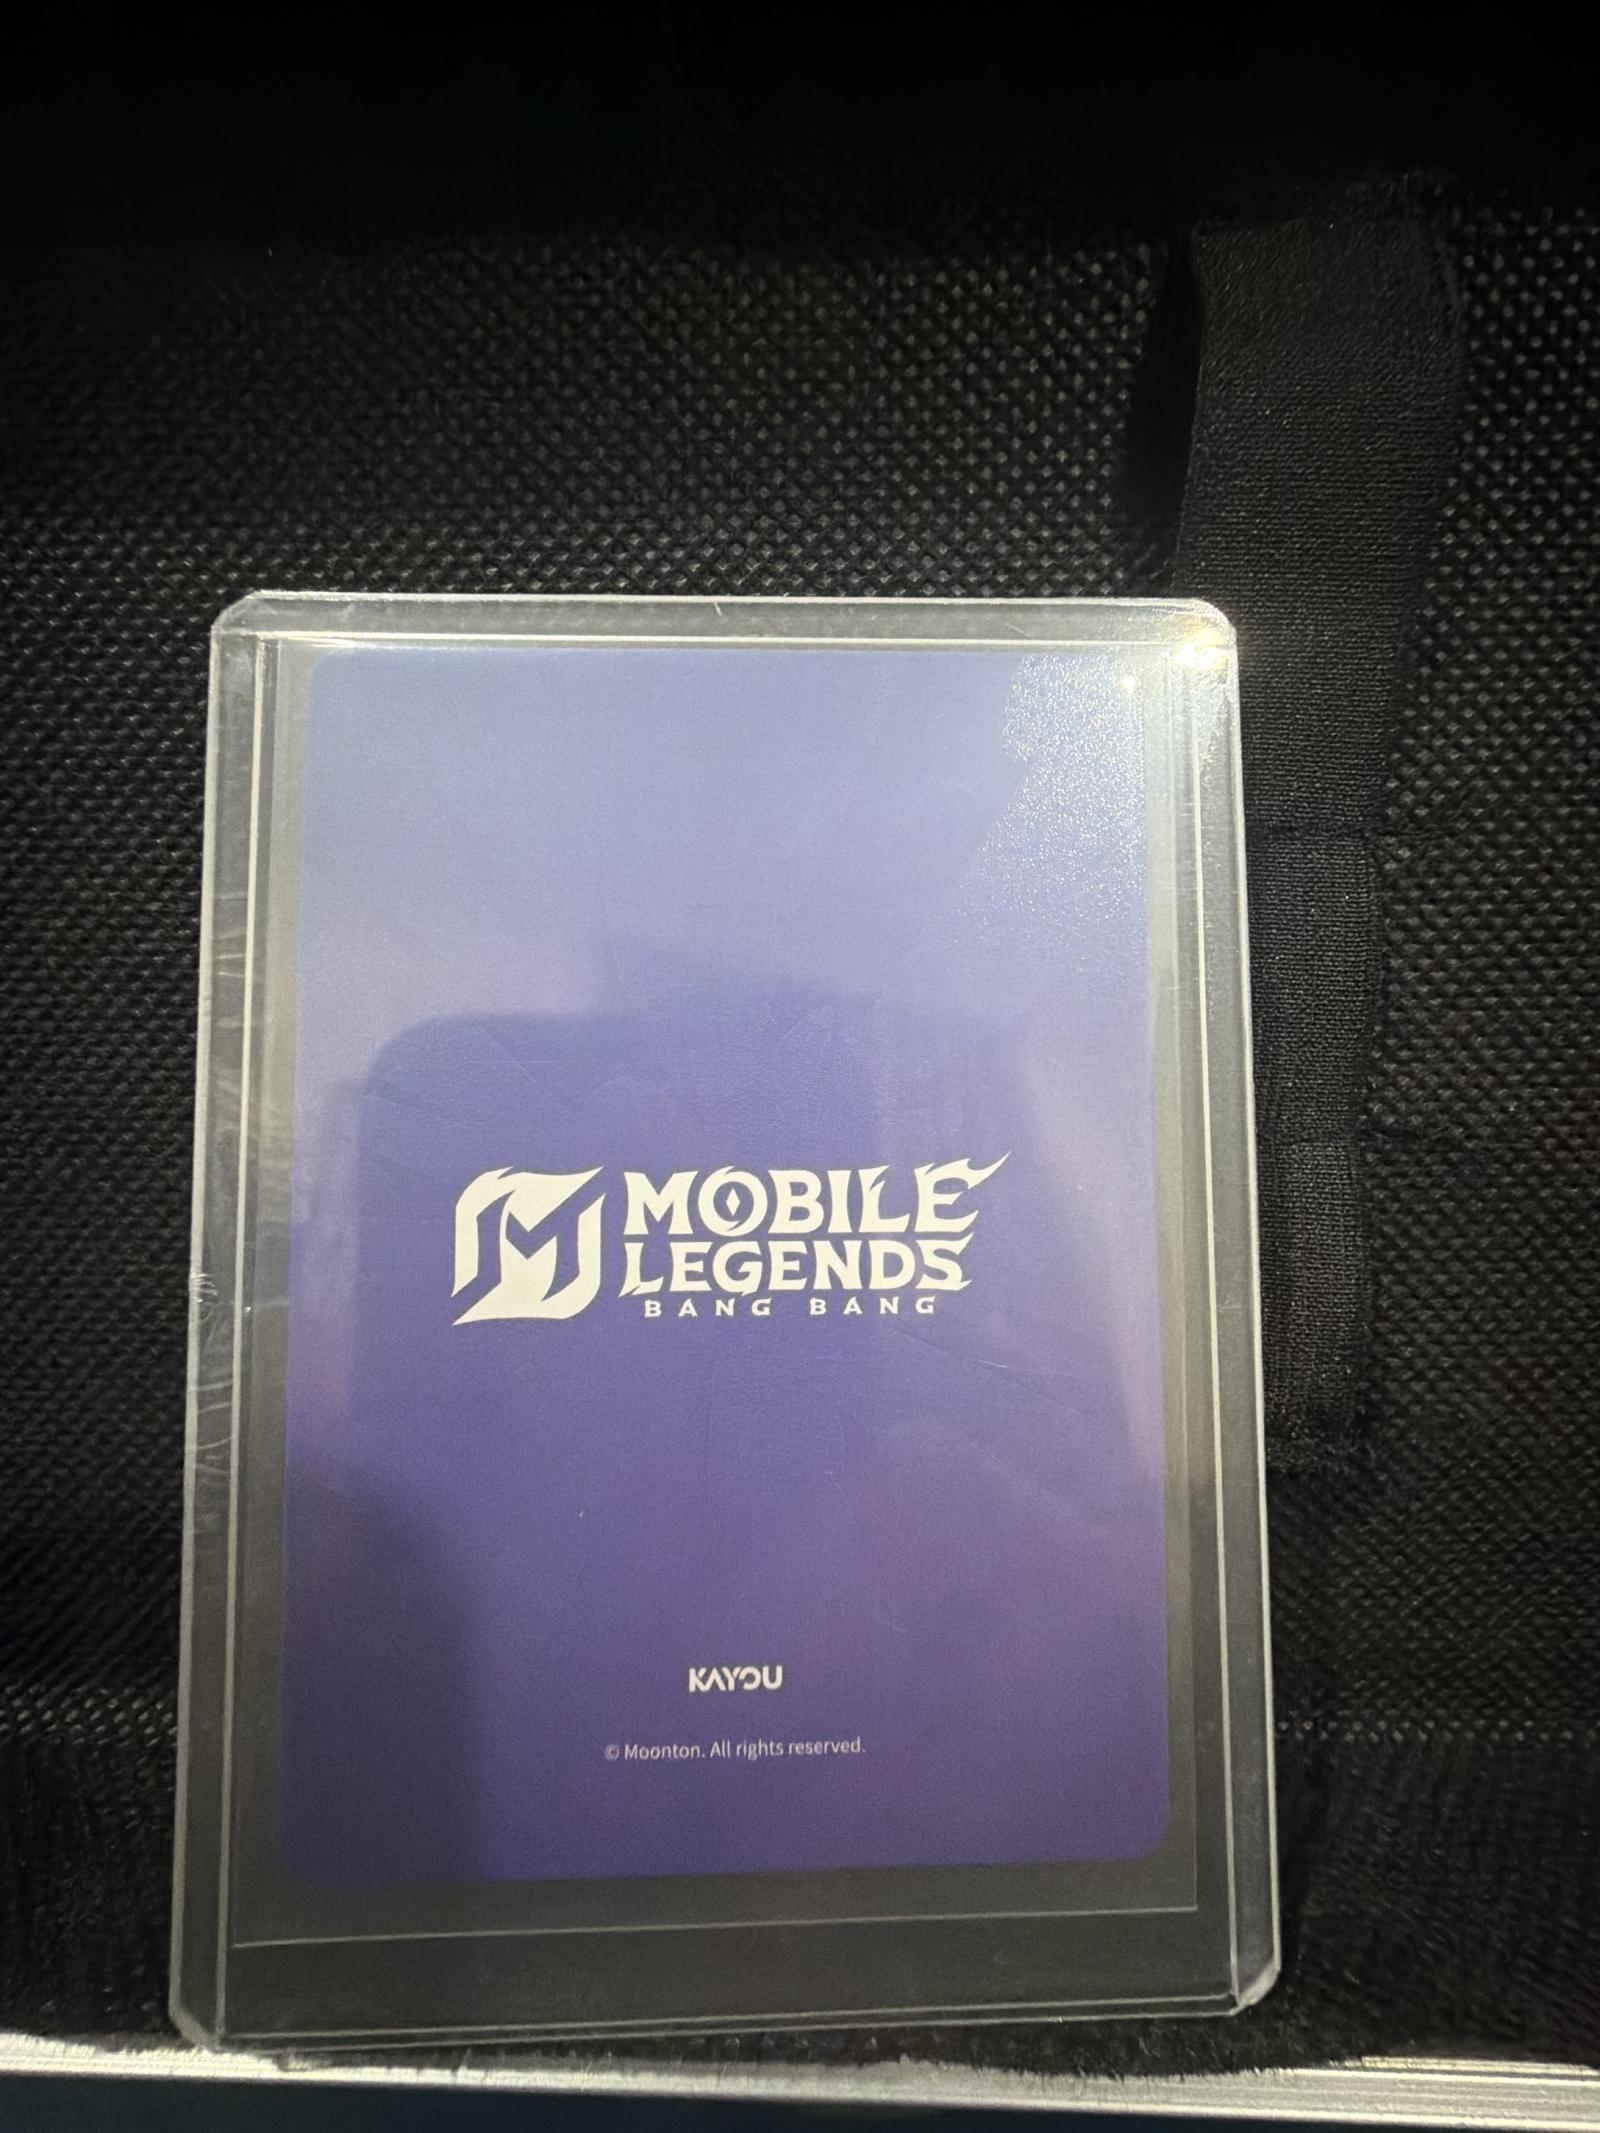 MOBILE
LEGENDS
BANG BANG
KAYOU
© Moonton. All rights reserved.